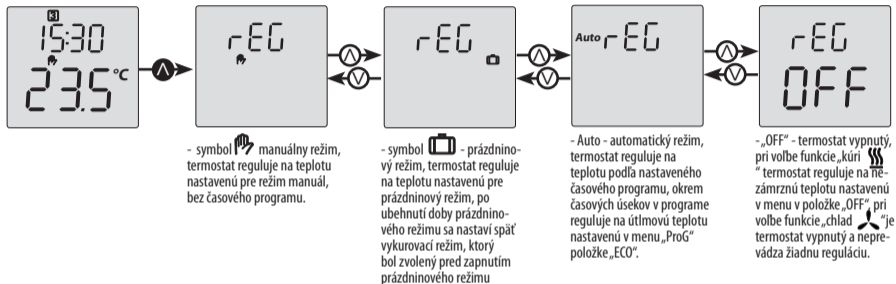 3
15:30
23.5 °C
rEG
rEG
Auto rEG
rEG
OFF
- symbol manuálny režim,
termostat reguluje na teplotu
nastavenú pre režim manuál,
bez časového programu.
- symbol - prázdnino-
vý režim, termostat reguluje
na teplotu nastavenú pre
prázdninový režim, po
ubehnutí doby prázdnino-
vého režimu sa nastaví späť
vykurovací režim, ktorý
bol zvolený pred zapnutím
prázdninového režimu
- Auto - automatický režim,
termostat reguluje na
teplotu podľa nastaveného
časového programu, okrem
časových úsekov v programe
reguluje na útlmovú teplotu
nastavenú v menu „ProG"
položke „ECO".
- „OFF" - termostat vypnutý,
pri voľbe funkcie „kúri
" termostat reguluje na ne-
zámrznú teplotu nastavenú
v menu v položke „OFF", pri
voľbe funkcie „chlad "je
termostat vypnutý a nepre-
vádza žiadnu reguláciu.